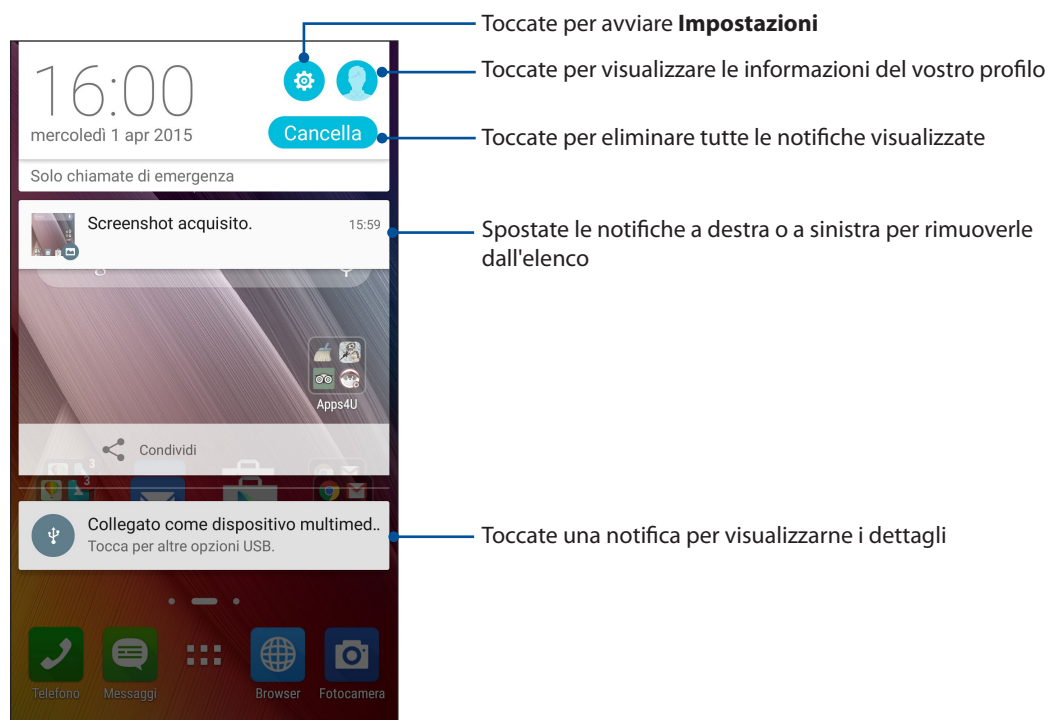 Toccate per avviare Impostazioni
Toccate per visualizzare le informazioni del vostro profilo
Toccate per eliminare tutte le notifiche visualizzate
Spostate le notifiche a destra o a sinistra per rimuoverle
dall'elenco
Toccate una notifica per visualizzarne i dettagli
16:00
mercoledì 1 apr 2015
Cancella
Solo chiamate di emergenza
Screenshot acquisito.
15:59
Apps4U
Condividi
3
3
Collegato come dispositivo multimed..
Tocca per altre opzioni USB.
Telefono
Messaggi
Browser
Fotocamera